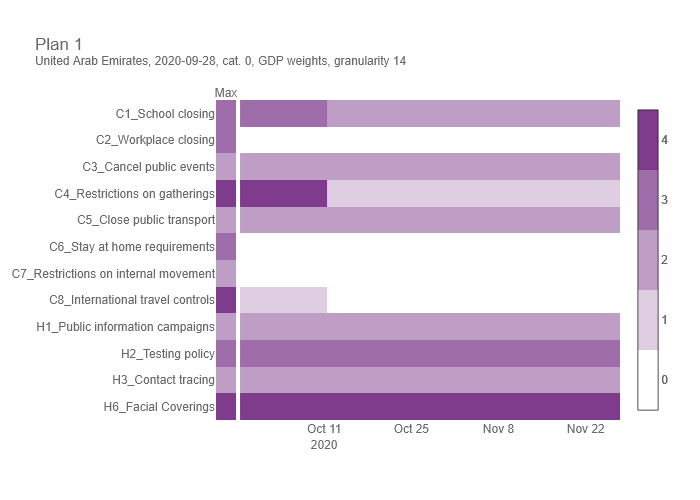 Plan 1
United Arab Emirates, 2020-09-28, cat. 0, GDP weights, granularity 14
Max
C1_School closing
C2_Workplace closing
C3_Cancel public events
C4_Restrictions on gatherings
C5_Close public transport
C6_Stay at home requirements
C7_Restrictions on internal movement
C8_International travel controls
H1_Public information campaigns
H2_Testing policy
H3_Contact tracing
H6_Facial Coverings
Oct 11 Oct 25 Nov 8 Nov 22
2020
4
3
2
1
0